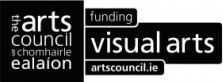 the arts
council
an chomhairle
ealaíon
funding
visual arts
artscouncil.ie